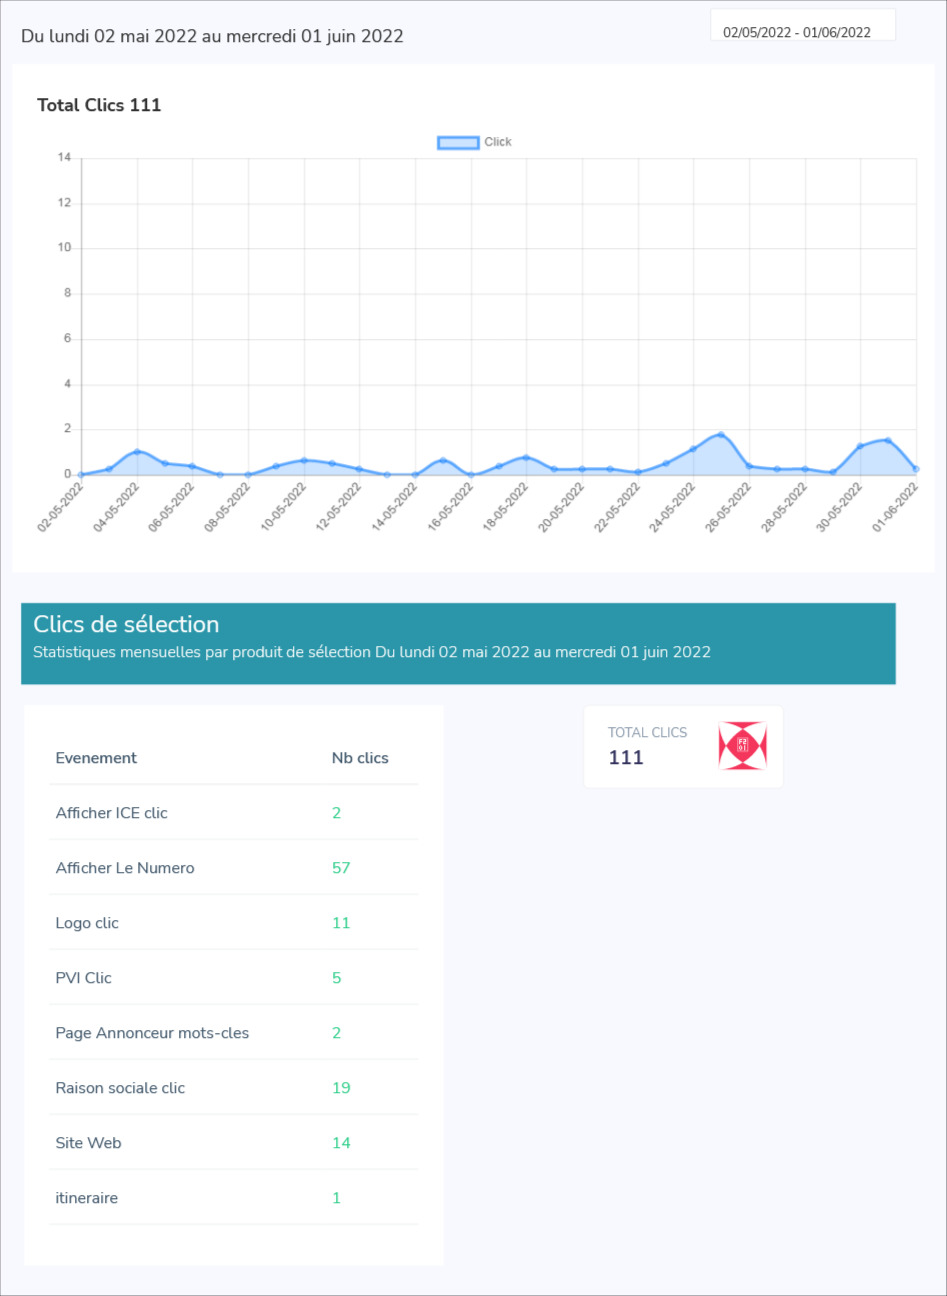 Du lundi 02 mai 2022 au mercredi 01 juin 2022
02/05/2022 - 01/06/2022
Total Clics 111
Click
14
12
10
8
6
4
2
0
02-05-2022
04-05-2022
06-05-2022
08-05-2022
10-05-2022
12-05-2022
14-05-2022
16-05-2022
18-05-2022
20-05-2022
22-05-2022
24-05-2022
26-05-2022
28-05-2022
30-05-2022
01-06-2022
Clics de sélection
Statistiques mensuelles par produit de sélection Du lundi 02 mai 2022 au mercredi 01 juin 2022
TOTAL CLICS
111
Evenement Nb clics
Afficher ICE clic 2
Afficher Le Numero 57
Logo clic 11
PVI Clic 5
Page Annonceur mots-cles 2
Raison sociale clic 19
Site Web 14
itineraire 1